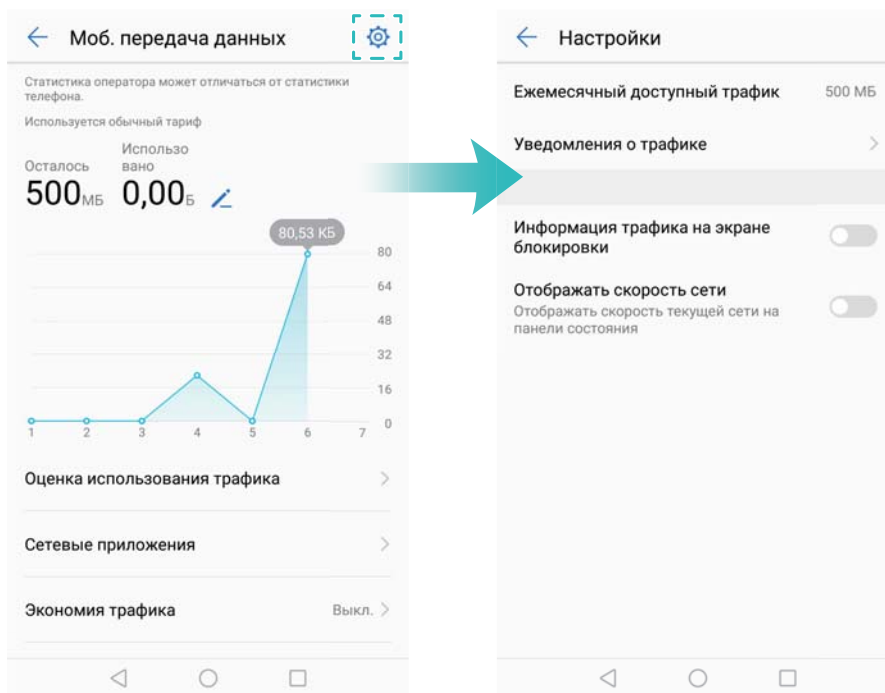 Моб. передача данных
Статистика оператора может отличаться от статистики
телефона.
Используется обычный тариф
Осталось
500МБ
Использо
вано
0,00Б
80,53 КБ
80
64
48
32
16
0
1 2 3 4 5 6 7
Оценка использования трафика
Сетевые приложения
Экономия трафика Выкл.
Настройки
Ежемесячный доступный трафик 500 МБ
Уведомления о трафике
Информация трафика на экране
блокировки
Отображать скорость сети
Отображать скорость текущей сети на
панели состояния